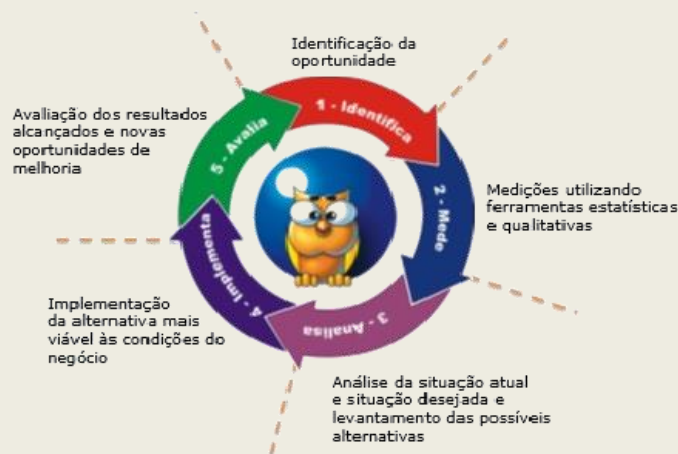 Identificação da
oportunidade
1 - Identifica
2 - Mede
Medições utilizando
ferramentas estatísticas
e qualitativas
3 - Analisa
Análise da situação atual
e situação desejada e
levantamento das possíveis
alternativas
4 - Implementa
Implementação
da alternativa mais
viável às condições do
negócio
5 - Avalia
Avaliação dos resultados
alcançados e novas
oportunidades de
melhoria